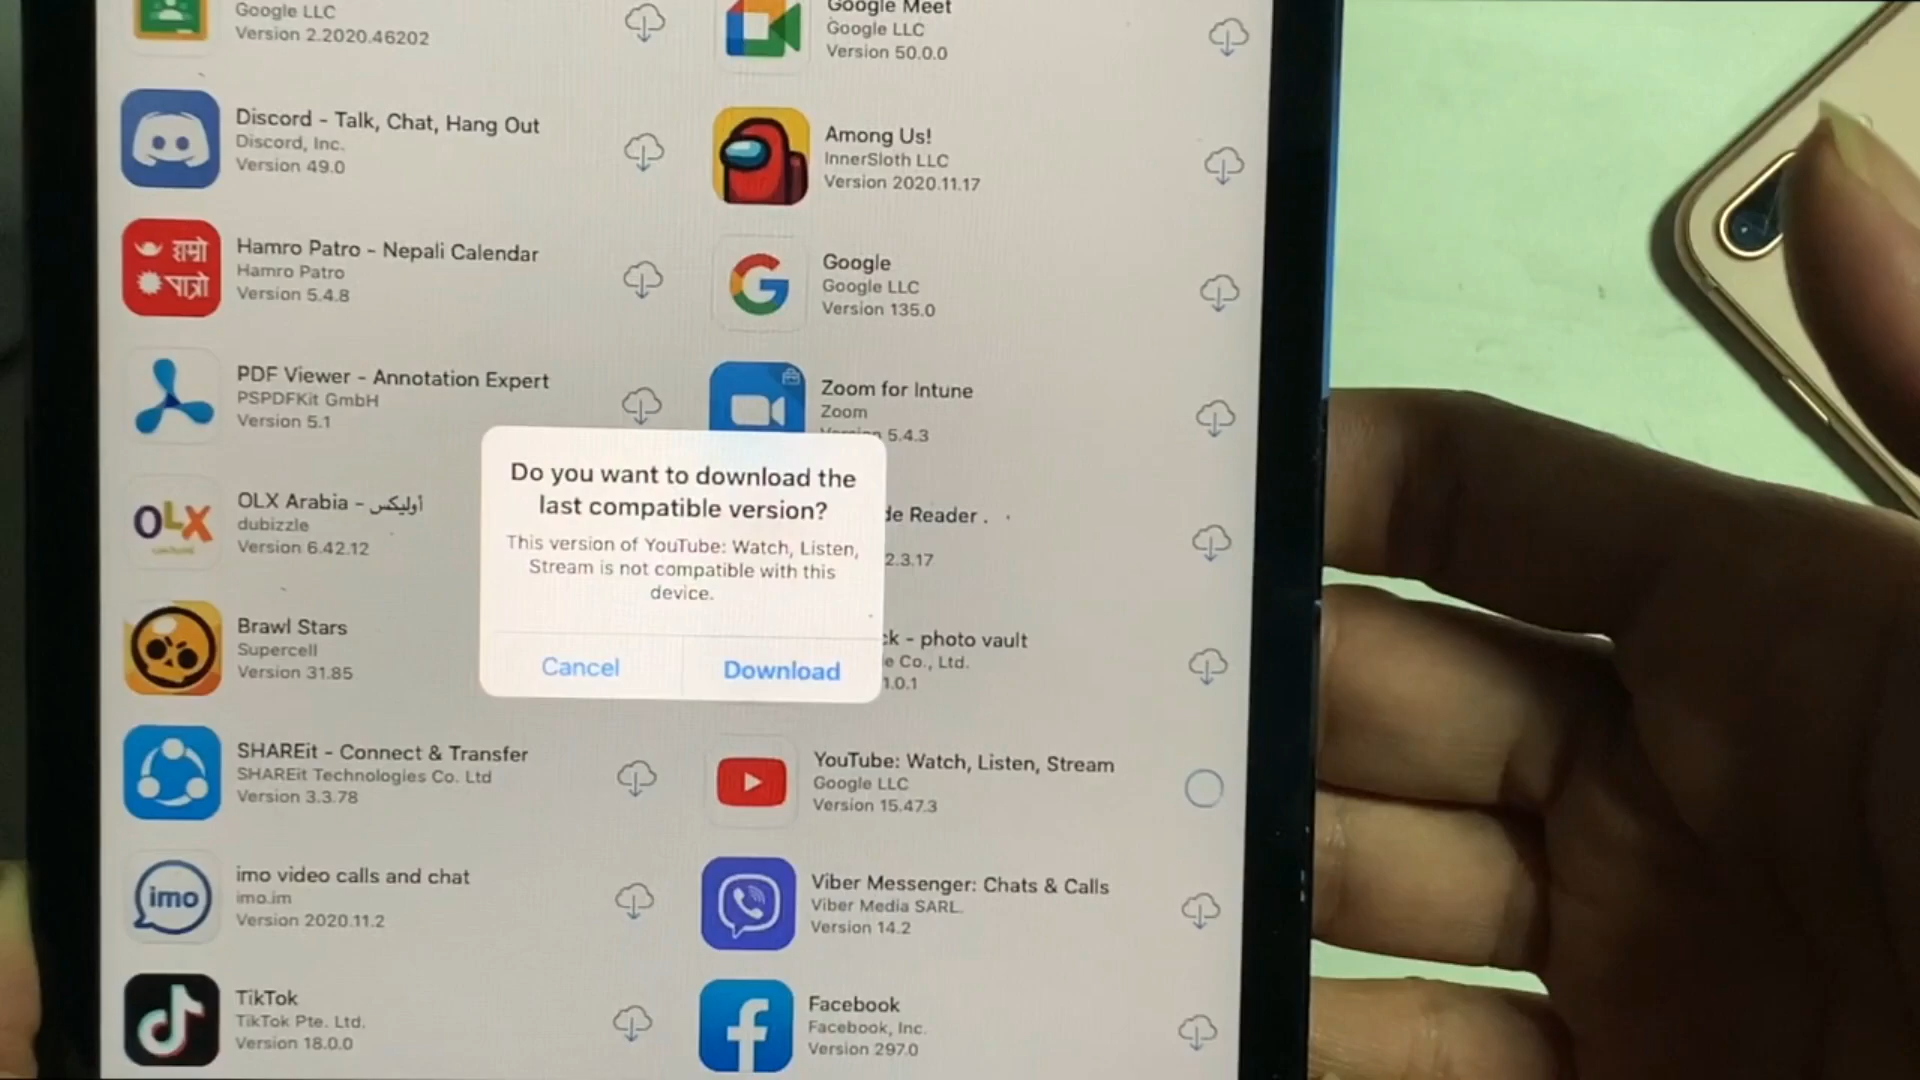 Google LLC
Version 2.2020.46202
Google Meet
Google LLC
Version 50.0.0
Discord - Talk, Chat, Hang Out
Discord, Inc.
Version 49.0
Among Us!
InnerSloth LLC
Version 2020.11.17
हाम्रो
पात्रो
Hamro Patro - Nepali Calendar
Hamro Patro
Version 5.4.8
Google
Google LLC
Version 135.0
PDF Viewer - Annotation Expert
PSPDFKit GmbH
Version 5.1
Zoom for Intune
Zoom
Version 5.4.3
Do you want to download the
last compatible version?
This version of YouTube: Watch, Listen,
Stream is not compatible with this
device.
Cancel
Download
OLX
OLX Arabia - أوليكس
dubizzle
Version 6.42.12
de Reader .
2.3.17
Brawl Stars
Supercell
Version 31.85
ck - photo vault
e Co., Ltd.
1.0.1
SHAREit - Connect & Transfer
SHAREit Technologies Co. Ltd
Version 3.3.78
YouTube: Watch, Listen, Stream
Google LLC
Version 15.47.3
imo
imo video calls and chat
imo.im
Version 2020.11.2
Viber Messenger: Chats & Calls
Viber Media SARL.
Version 14.2
TikTok
TikTok Pte. Ltd.
Version 18.0.0
Facebook
Facebook, Inc.
Version 297.0